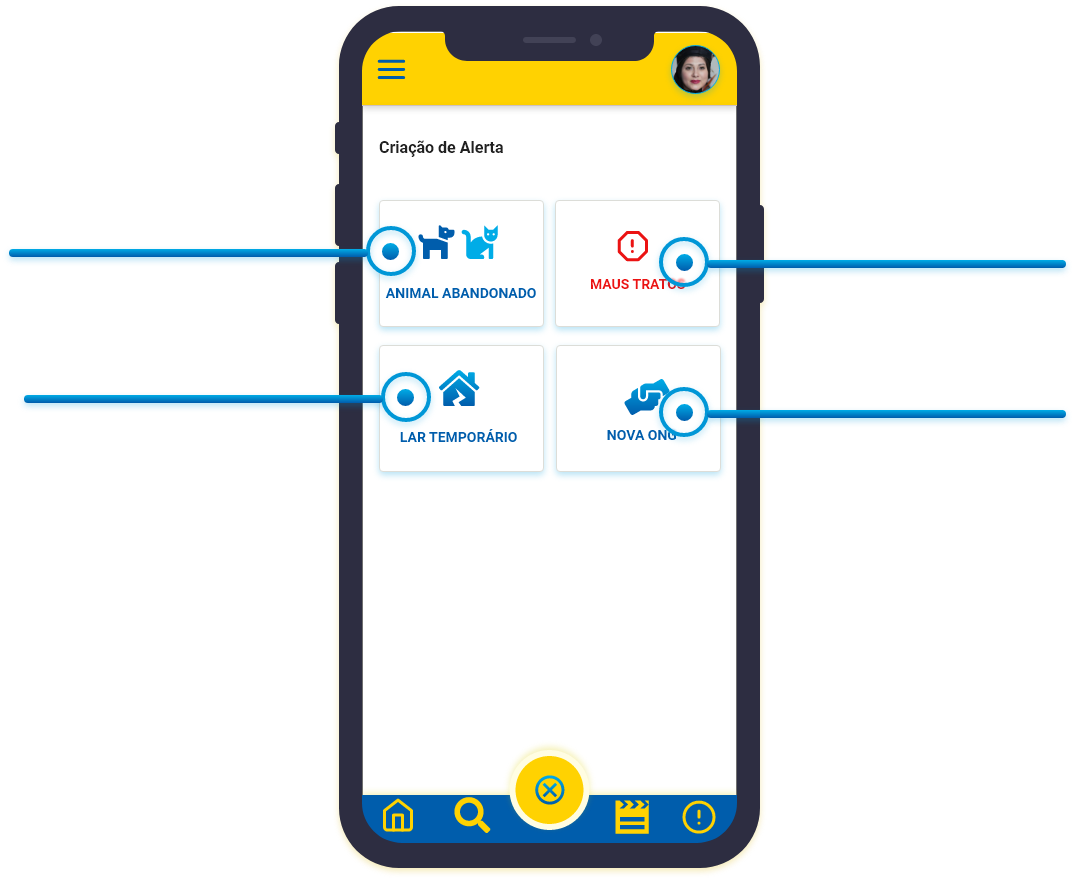 Criação de Alerta
ANIMAL ABANDONADO
MAUS TRATOS
LAR TEMPORÁRIO
NOVA ONG